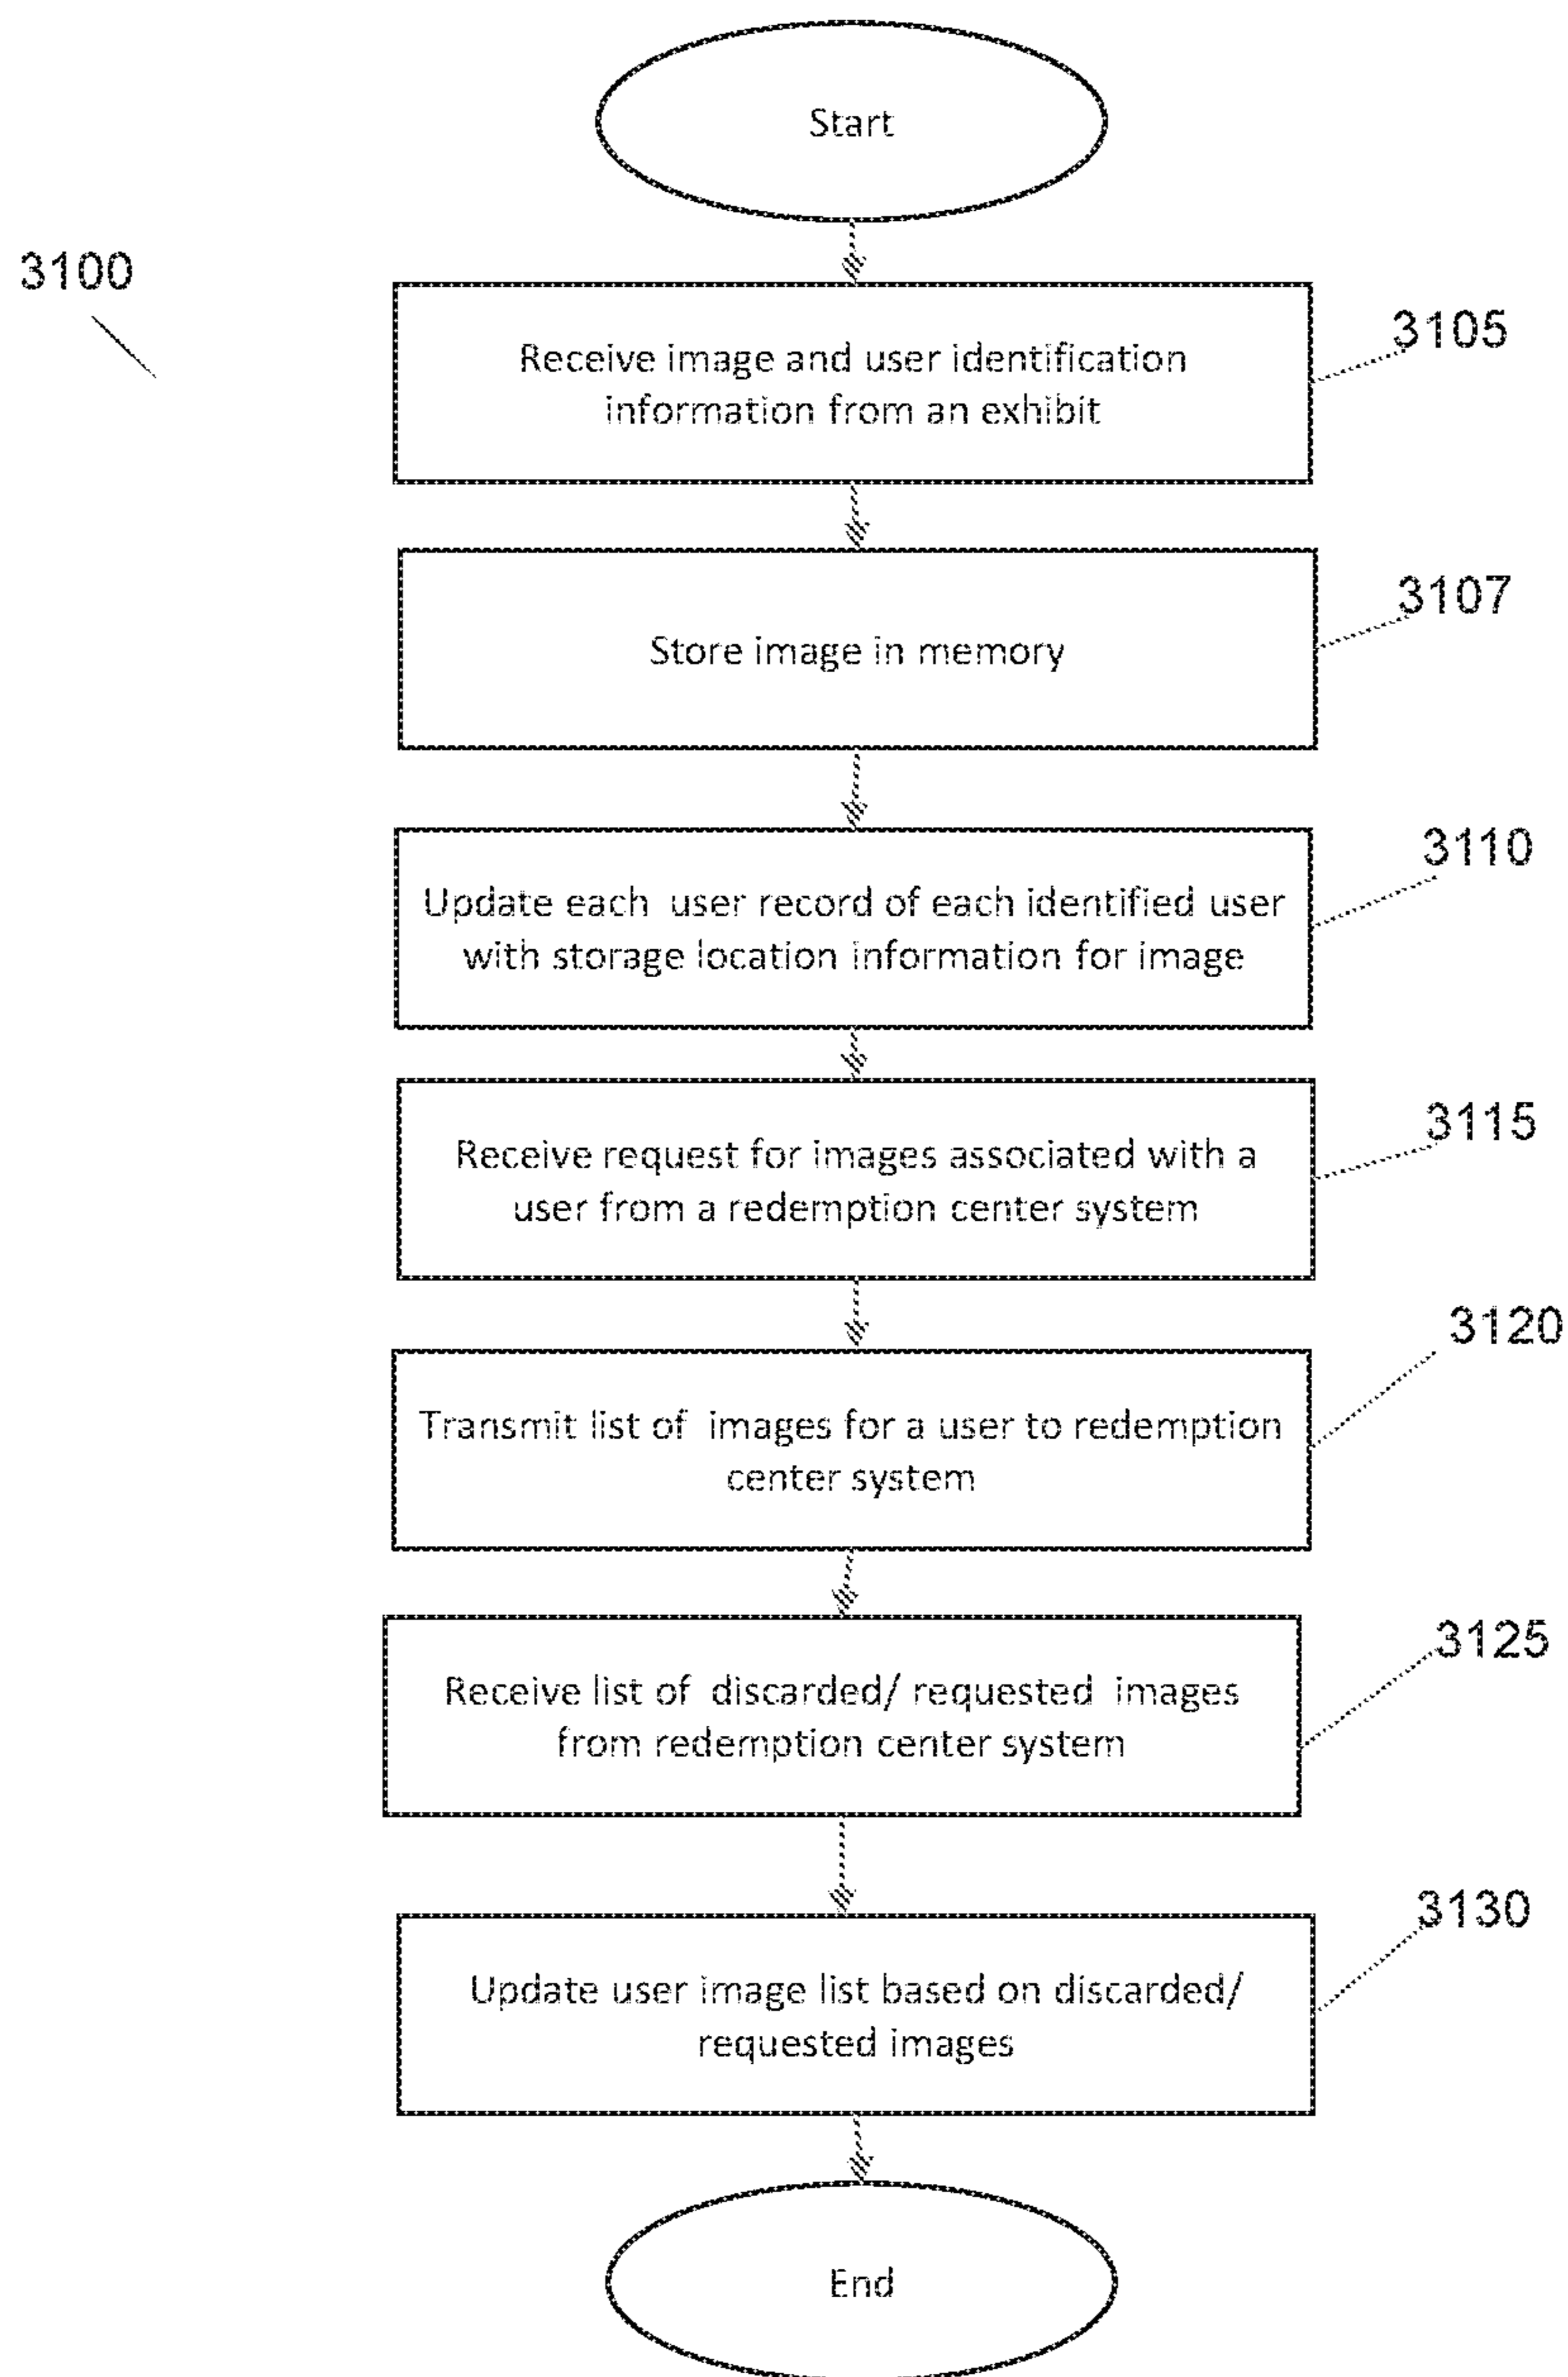 Start
3100
Receive image and user identification
information from an exhibit
3105
Store image in memory
3107
Update each user record of each identified user
with storage location information for image
3110
Receive request for images associated with a
user from a redemption center system
3115
Transmit list of images for a user to redemption
center system
3120
Receive list of discarded/ requested images
from redemption center system
3125
Update user image list based on discarded/
requested images
3130
End